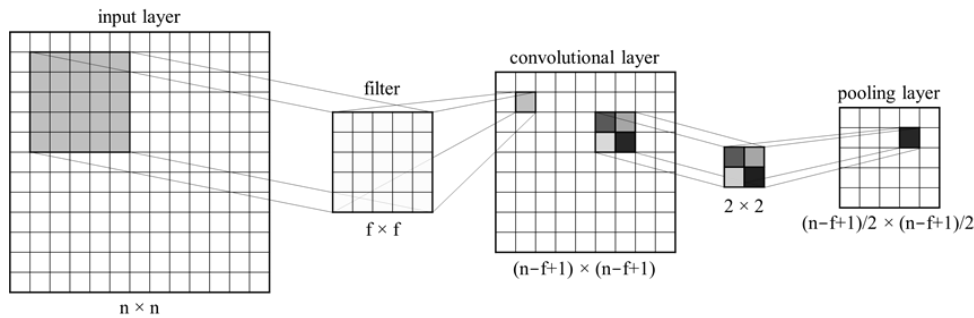 input layer
n × n
filter
f × f
convolutional layer
(n−f+1) × (n−f+1)
2 × 2
pooling layer
(n−f+1)/2 × (n−f+1)/2